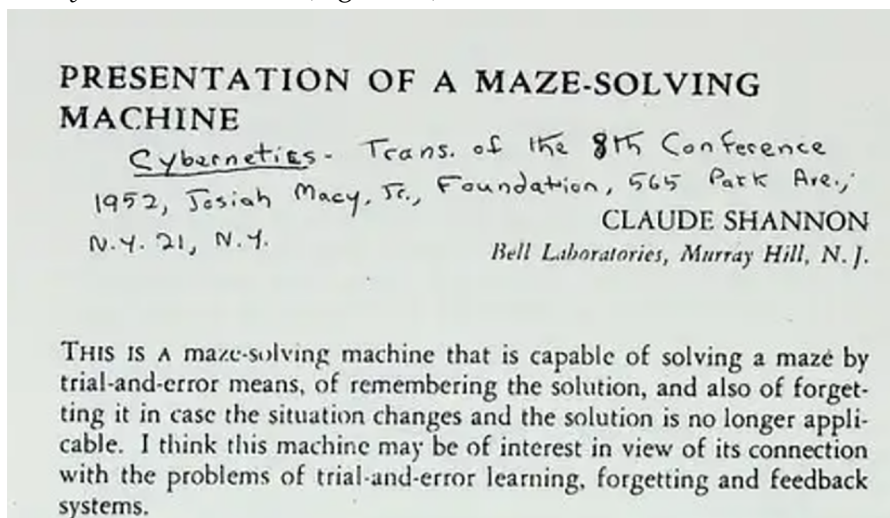 PRESENTATION OF A MAZE-SOLVING
MACHINE
Cybernetics - Trans. of the 8th Conference
1952, Josiah Macy, Jr., Foundation, 565 Park Ave.,
N.Y. 21, N.Y.
CLAUDE SHANNON
Bell Laboratories, Murray Hill, N. J.
THIS IS A maze-solving machine that is capable of solving a maze by
trial-and-error means, of remembering the solution, and also of forget-
ting it in case the situation changes and the solution is no longer appli-
cable. I think this machine may be of interest in view of its connection
with the problems of trial-and-error learning, forgetting and feedback
systems.